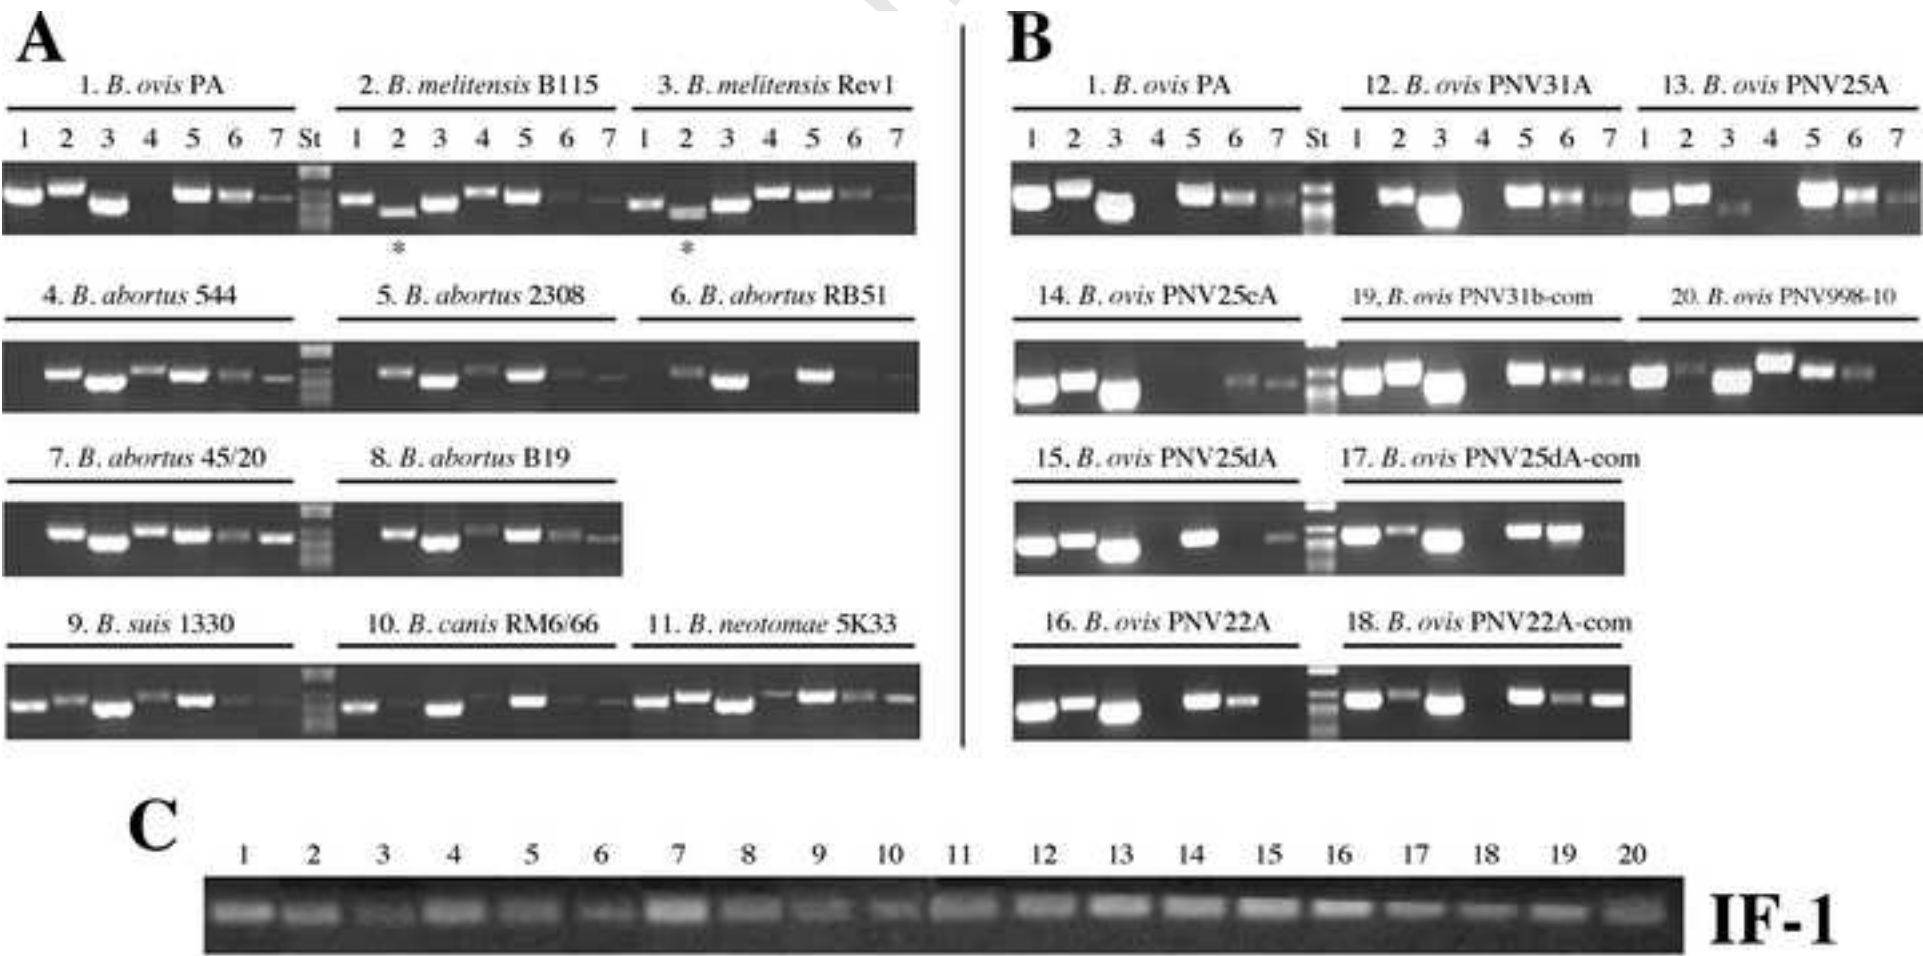 A
1. B. ovis PA
2. B. melitensis B115
3. B. melitensis Rev1
1 2 3 4 5 6 7 St 1 2 3 4 5 6 7 1 2 3 4 5 6 7
* *
4. B. abortus 544
5. B. abortus 2308
6. B. abortus RB51
7. B. abortus 45/20
8. B. abortus B19
9. B. suis 1330
10. B. canis RM6/66
11. B. neotomae 5K33
B
1. B. ovis PA
12. B. ovis PNV31A
13. B. ovis PNV25A
1 2 3 4 5 6 7 St 1 2 3 4 5 6 7 1 2 3 4 5 6 7
14. B. ovis PNV25cA
19. B. ovis PNV31b-com
20. B. ovis PNV998-10
15. B. ovis PNV25dA
17. B. ovis PNV25dA-com
16. B. ovis PNV22A
18. B. ovis PNV22A-com
C
1 2 3 4 5 6 7 8 9 10 11 12 13 14 15 16 17 18 19 20
IF-1